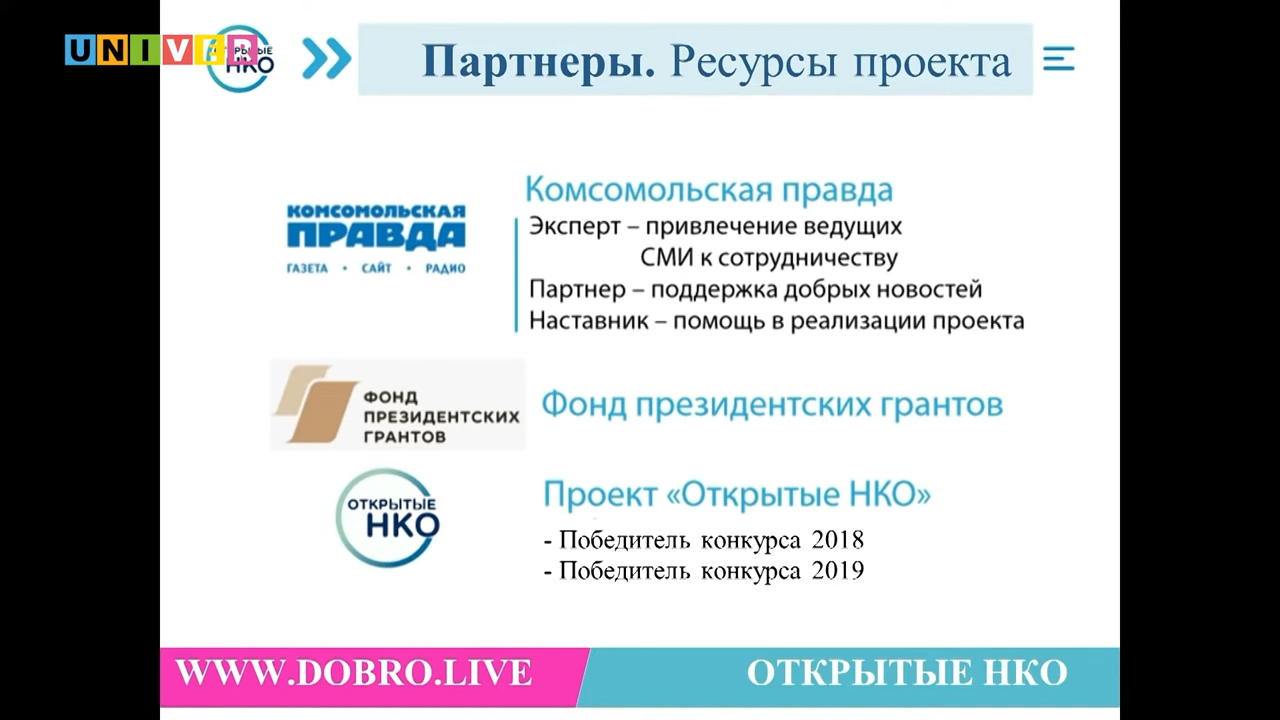 UNIVER
ОТКРЫТЫЕ
НКО
Партнеры. Ресурсы проекта
Комсомольская правда
КОМСОМОЛЬСКАЯ
ПРАВДА
ГАЗЕТА • САЙТ • РАДИО
Эксперт – привлечение ведущих
СМИ к сотрудничеству
Партнер – поддержка добрых новостей
Наставник – помощь в реализации проекта
ФОНД
ПРЕЗИДЕНТСКИХ
ГРАНТОВ
Фонд президентских грантов
ОТКРЫТЫЕ
НКО
Проект «Открытые НКО»
- Победитель конкурса 2018
- Победитель конкурса 2019
WWW.DOBRO.LIVE
ОТКРЫТЫЕ НКО